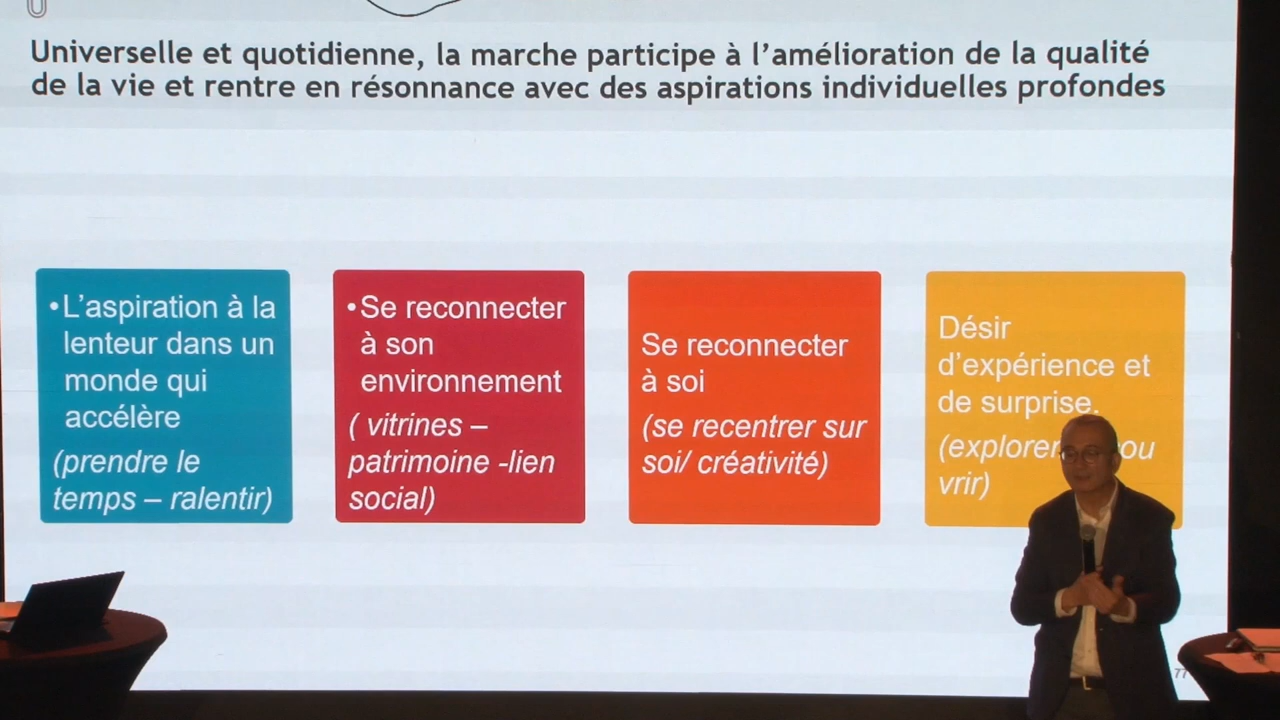 Universelle et quotidienne, la marche participe à l’amélioration de la qualité
de la vie et rentre en résonnance avec des aspirations individuelles profondes
•L’aspiration à la
lenteur dans un
monde qui
accélère
(prendre le
temps – ralentir)
•Se reconnecter
à son
environnement
( vitrines –
patrimoine -lien
social)
Se reconnecter
à soi
(se recentrer sur
soi/ créativité)
Désir
d’expérience et
de surprise.
vrir)
77